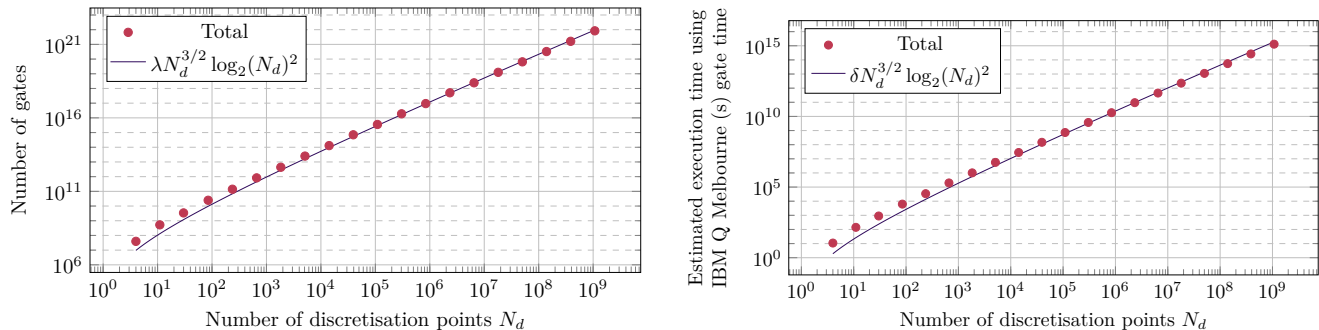 10^{21}
10^{16}
10^{11}
10^{6}
Number of gates
Total
λN_d^{3/2} log_2(N_d)^2
10^0 10^1 10^2 10^3 10^4 10^5 10^6 10^7 10^8 10^9
Number of discretisation points N_d
Estimated execution time using
IBM Q Melbourne (s) gate time
10^{15}
10^{10}
10^5
10^0
Total
δN_d^{3/2} log_2(N_d)^2
10^0 10^1 10^2 10^3 10^4 10^5 10^6 10^7 10^8 10^9
Number of discretisation points N_d